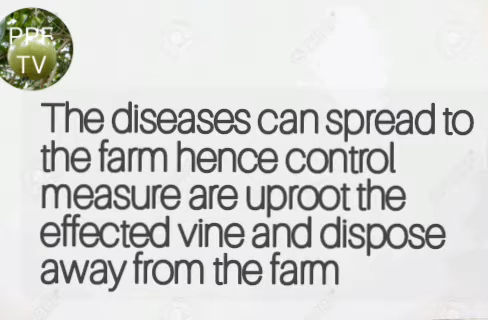 PPF
TV
The diseases can spread to
the farm hence control
measure are uproot the
effected vine and dispose
away from the farm